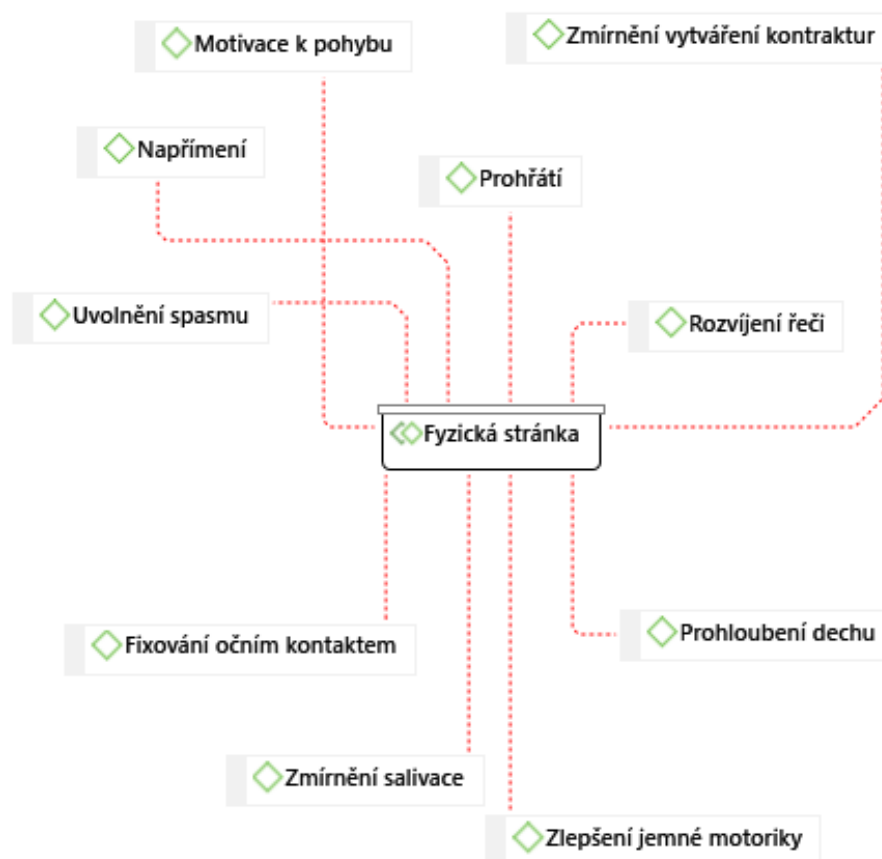 Motivace k pohybu
Zmírnění vytváření kontraktur
Napřímení
Prohřátí
Uvolnění spasmu
Rozvíjení řeči
Fyzická stránka
Fixování očním kontaktem
Prohloubení dechu
Zmírnění salivace
Zlepšení jemné motoriky